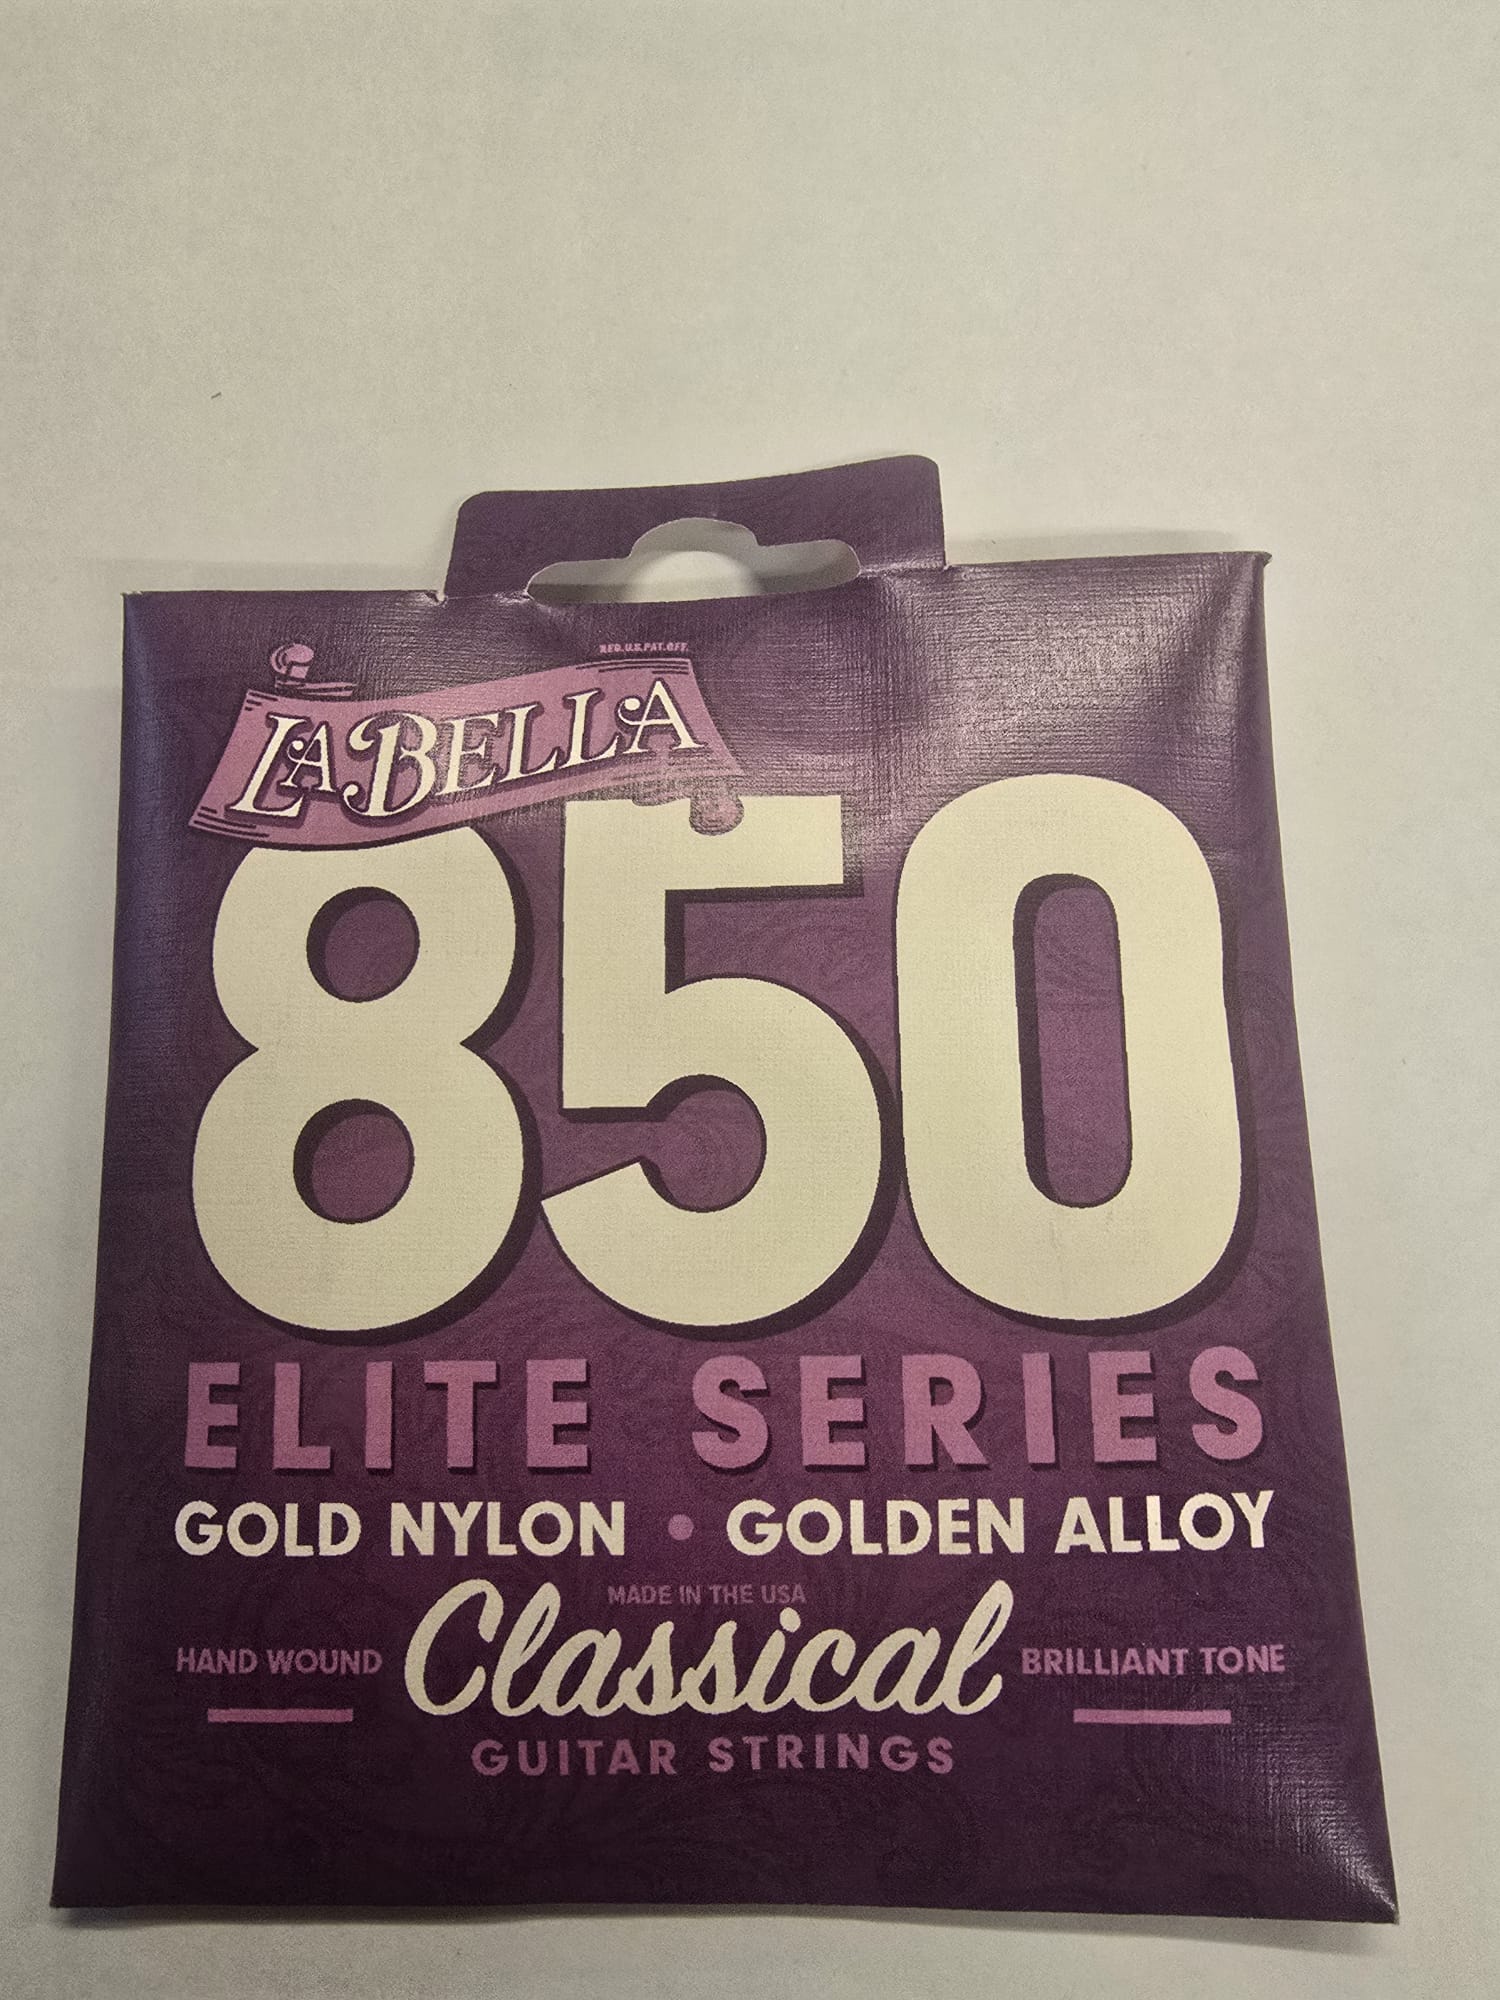 REG.U.S.PAT.OFF.
LA BELLA
850
ELITE SERIES
GOLD NYLON • GOLDEN ALLOY
MADE IN THE USA
HAND WOUND Classical BRILLIANT TONE
GUITAR STRINGS